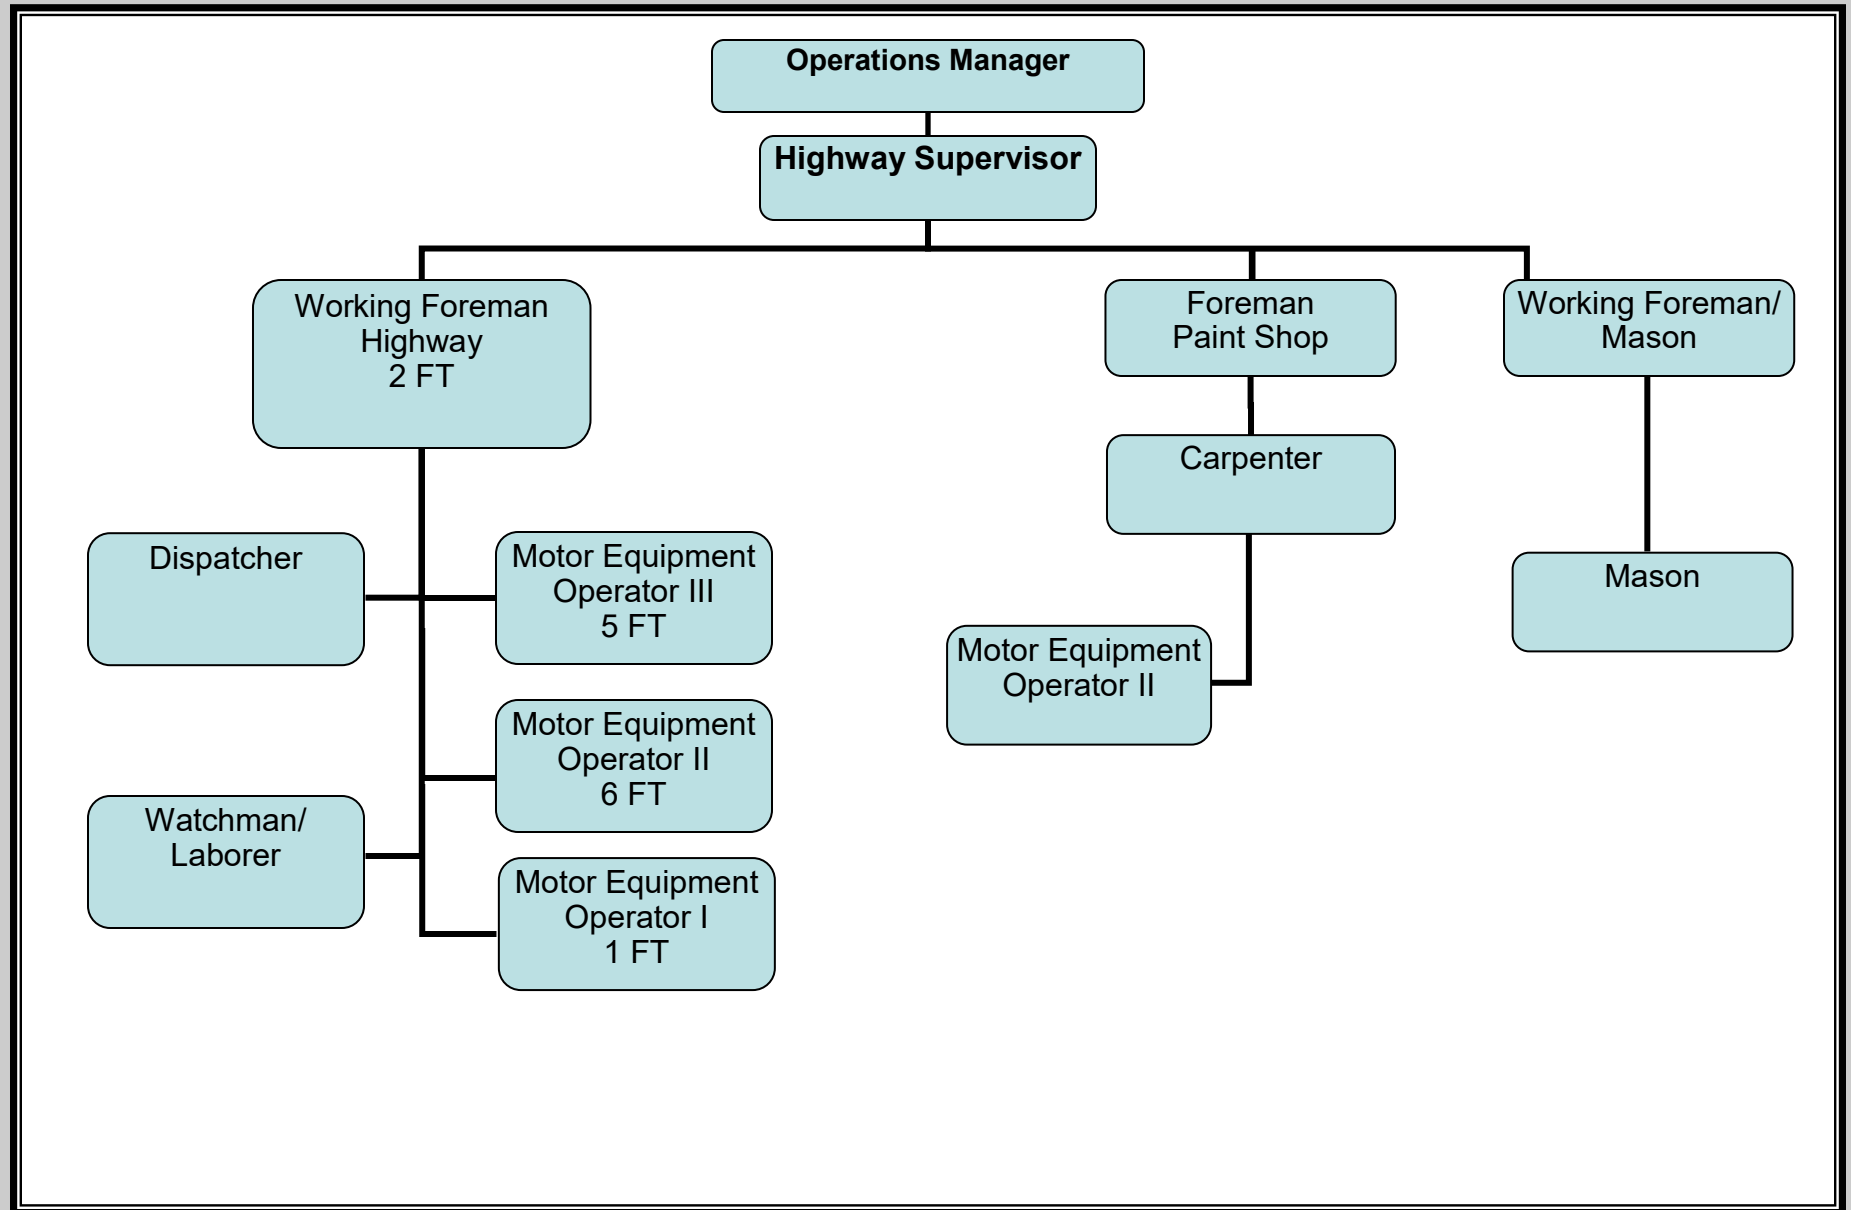 Operations Manager
Highway Supervisor
Working Foreman
Highway
2 FT
Foreman
Paint Shop
Working Foreman/
Mason
Carpenter
Dispatcher
Motor Equipment
Operator III
5 FT
Mason
Motor Equipment
Operator II
Motor Equipment
Operator II
6 FT
Watchman/
Laborer
Motor Equipment
Operator I
1 FT